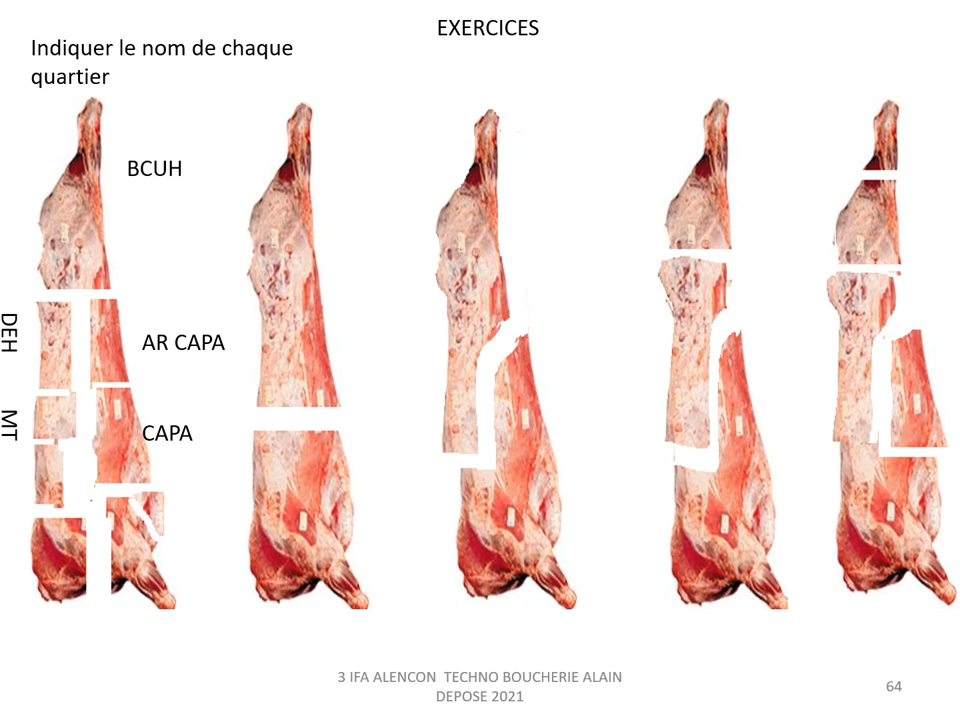 EXERCICES
Indiquer le nom de chaque
quartier
BCUH
DEH
AR CAPA
MT
CAPA
3 IFA ALENCON TECHNO BOUCHERIE ALAIN
DEPOSE 2021
64